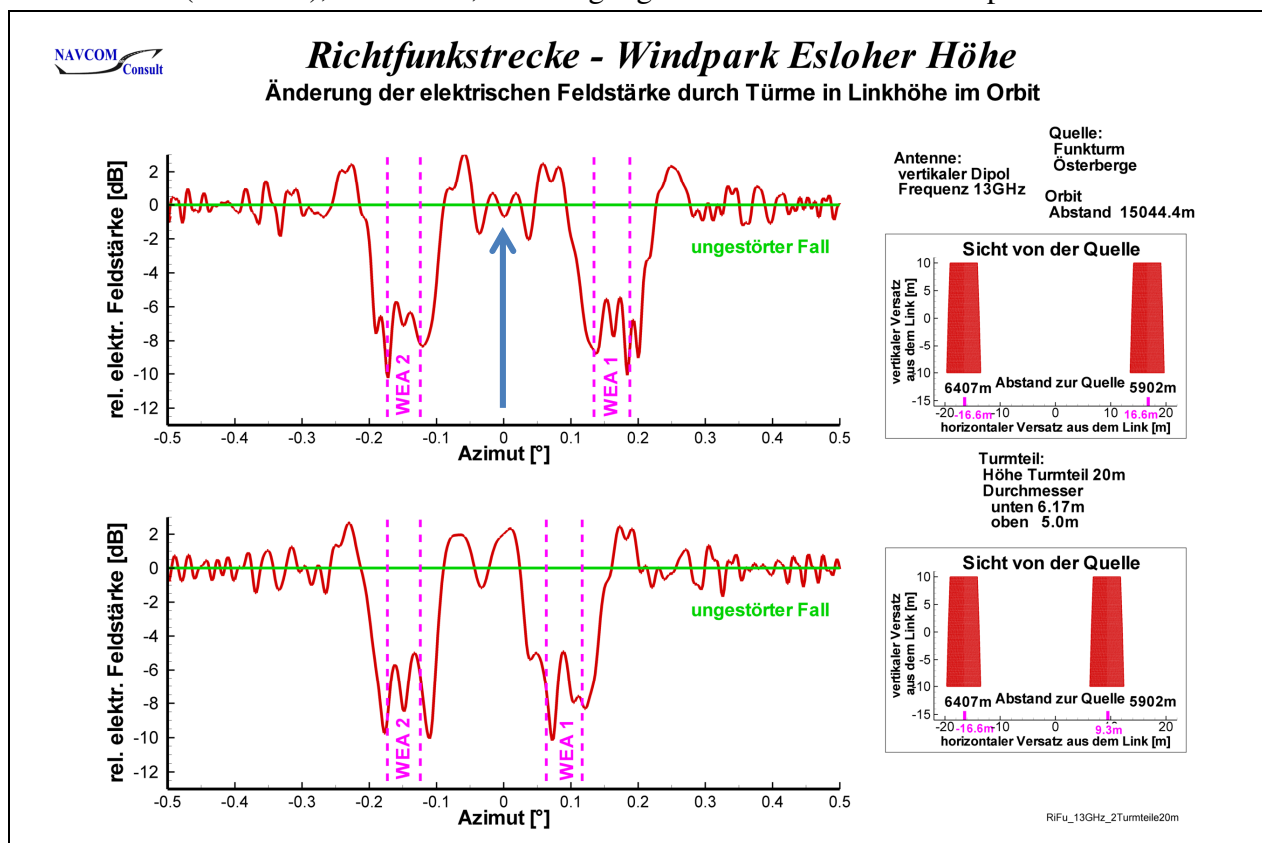 NAVCOM
Consult
Richtfunkstrecke - Windpark Esloher Höhe
Änderung der elektrischen Feldstärke durch Türme in Linkhöhe im Orbit
rel. elektr. Feldstärke [dB]
2
0
-2
-4
-6
-8
-10
-12
ungestörter Fall
WEA 2
WEA 1
-0.5 -0.4 -0.3 -0.2 -0.1 0 0.1 0.2 0.3 0.4 0.5
Azimut [°]
Antenne:
vertikaler Dipol
Frequenz 13GHz
Quelle:
Funkturm
Österberge
Orbit
Abstand 15044.4m
Sicht von der Quelle
vertikaler Versatz
aus dem Link [m]
10
5
0
-5
-10
-15
6407m Abstand zur Quelle 5902m
-20 -10 0 10 20
-16.6m 16.6m
horizontaler Versatz aus dem Link [m]
Turmteil:
Höhe Turmteil 20m
Durchmesser
unten 6.17m
oben 5.0m
rel. elektr. Feldstärke [dB]
2
0
-2
-4
-6
-8
-10
-12
ungestörter Fall
WEA 2
WEA 1
-0.5 -0.4 -0.3 -0.2 -0.1 0 0.1 0.2 0.3 0.4 0.5
Azimut [°]
Sicht von der Quelle
vertikaler Versatz
aus dem Link [m]
10
5
0
-5
-10
-15
6407m Abstand zur Quelle 5902m
-20 -10 0 20
-16.6m 9.3m
horizontaler Versatz aus dem Link [m]
RiFu_13GHz_2Turmteile20m